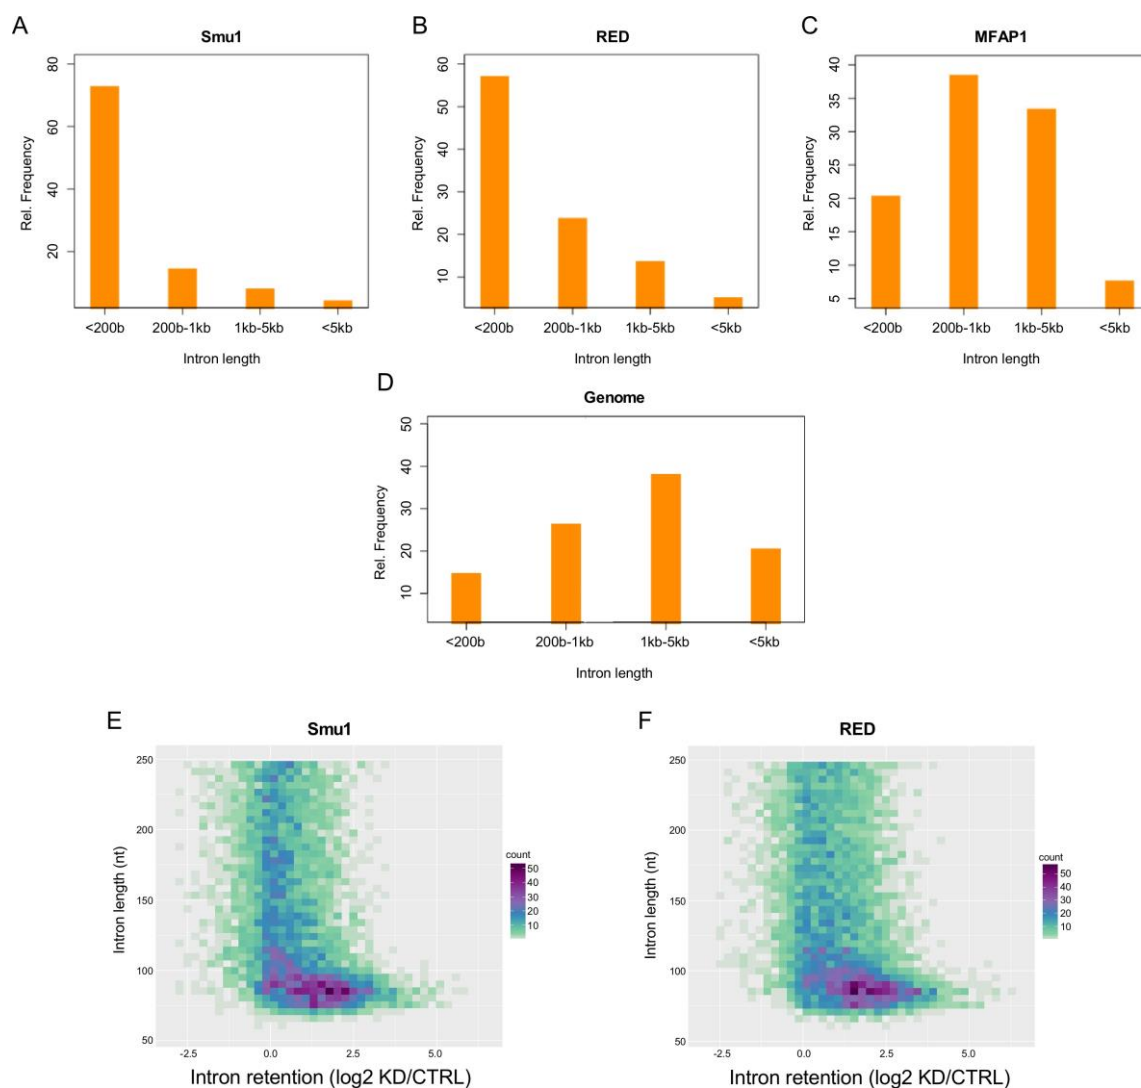 A
Smu1
Rel. Frequency
80
60
40
20
<200b 200b-1kb 1kb-5kb <5kb
Intron length
B
RED
Rel. Frequency
60
50
40
30
20
10
<200b 200b-1kb 1kb-5kb <5kb
Intron length
C
MFAP1
Rel. Frequency
40
35
30
25
20
15
10
5
<200b 200b-1kb 1kb-5kb <5kb
Intron length
D
Genome
Rel. Frequency
50
40
30
20
10
<200b 200b-1kb 1kb-5kb <5kb
Intron length
E
Smu1
Intron length (nt)
250
200
150
100
50
-2.5 0.0 2.5 5.0
Intron retention (log2 KD/CTRL)
count
50
40
30
20
10
F
RED
Intron length (nt)
250
200
150
100
50
-2.5 0.0 2.5 5.0
Intron retention (log2 KD/CTRL)
count
50
40
30
20
10